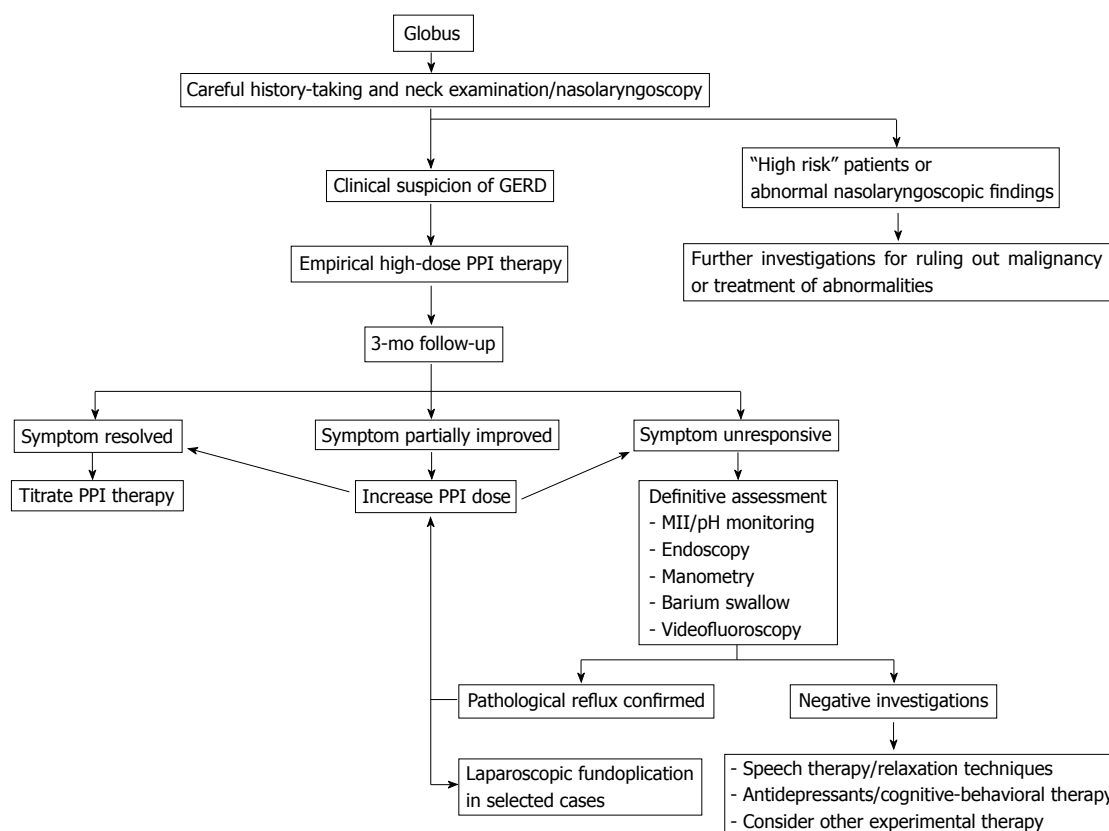 Globus
Careful history-taking and neck examination/nasolaryngoscopy
"High risk" patients or
abnormal nasolaryngoscopic findings
Clinical suspicion of GERD
Further investigations for ruling out malignancy
or treatment of abnormalities
Empirical high-dose PPI therapy
3-mo follow-up
Symptom resolved
Symptom partially improved
Symptom unresponsive
Titrate PPI therapy
Increase PPI dose
Definitive assessment
- MII/pH monitoring
- Endoscopy
- Manometry
- Barium swallow
- Videofluoroscopy
Pathological reflux confirmed
Negative investigations
Laparoscopic fundoplication
in selected cases
- Speech therapy/relaxation techniques
- Antidepressants/cognitive-behavioral therapy
- Consider other experimental therapy